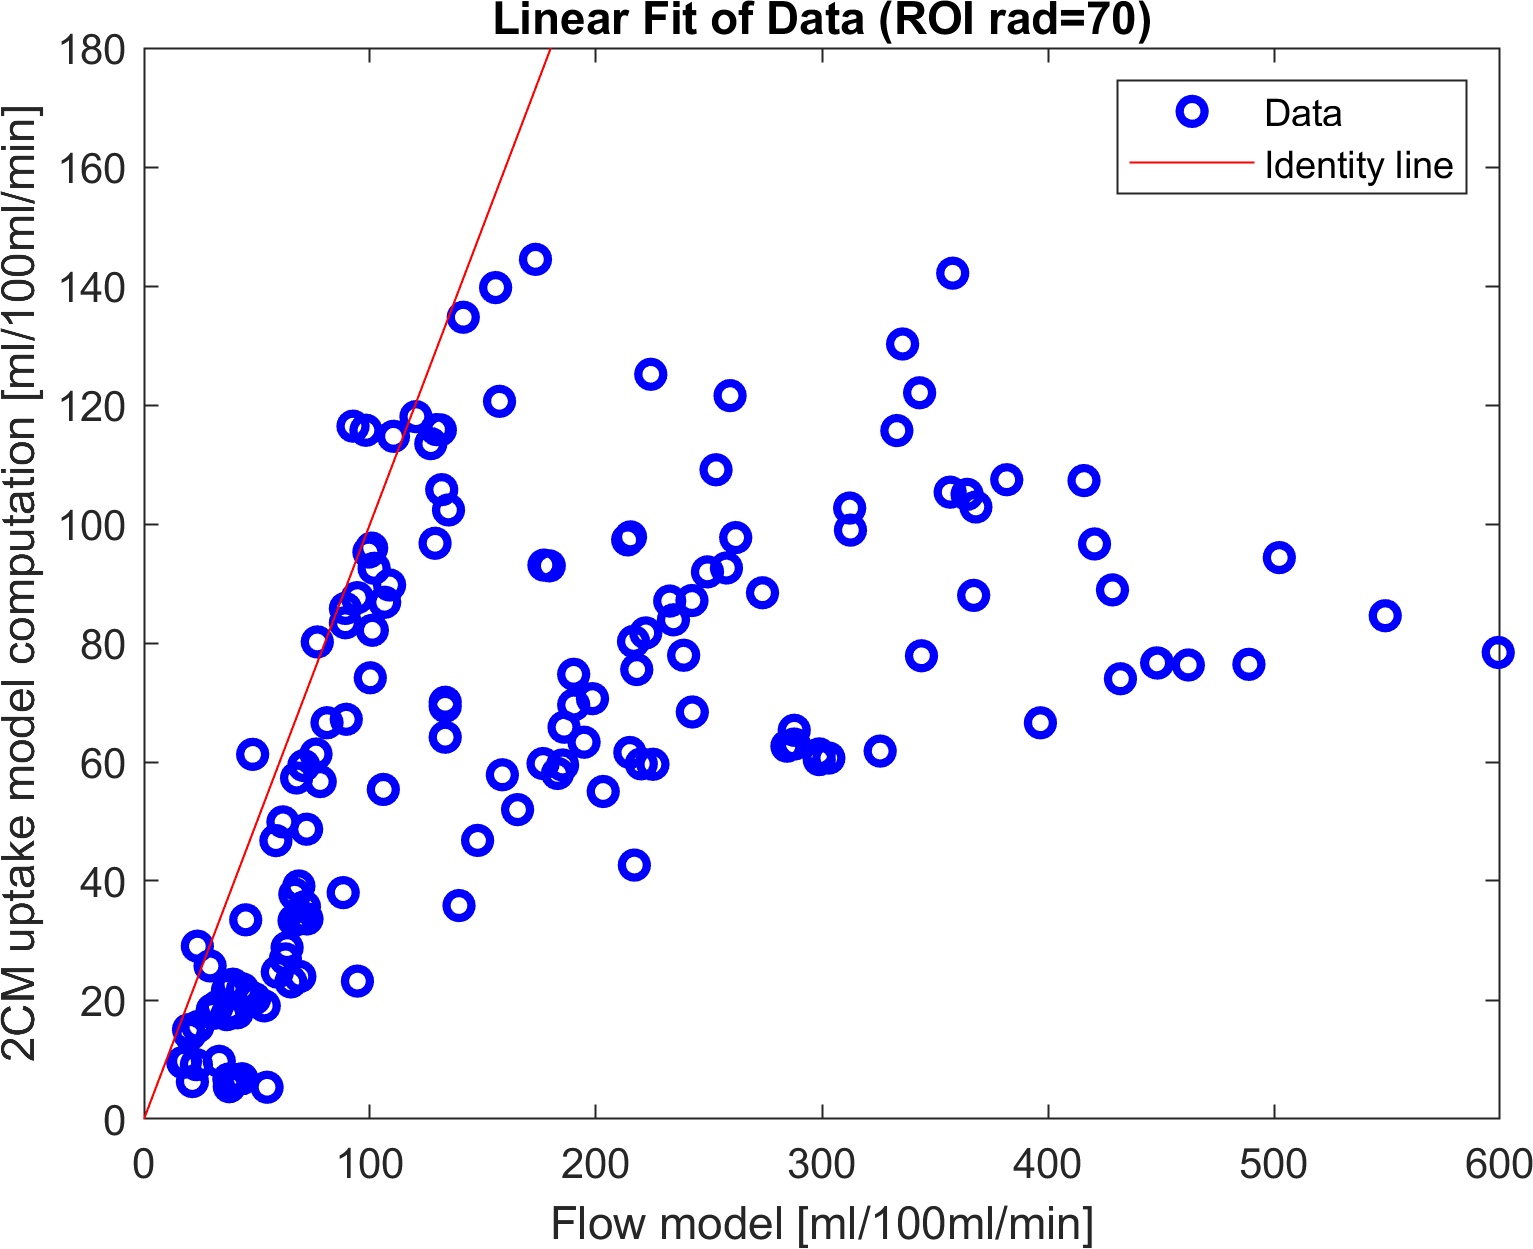 Linear Fit of Data (ROI rad=70)
180
160
140
120
100
80
60
40
20
0
2CM uptake model computation [ml/100ml/min]
Data
Identity line
0 100 200 300 400 500 600
Flow model [ml/100ml/min]